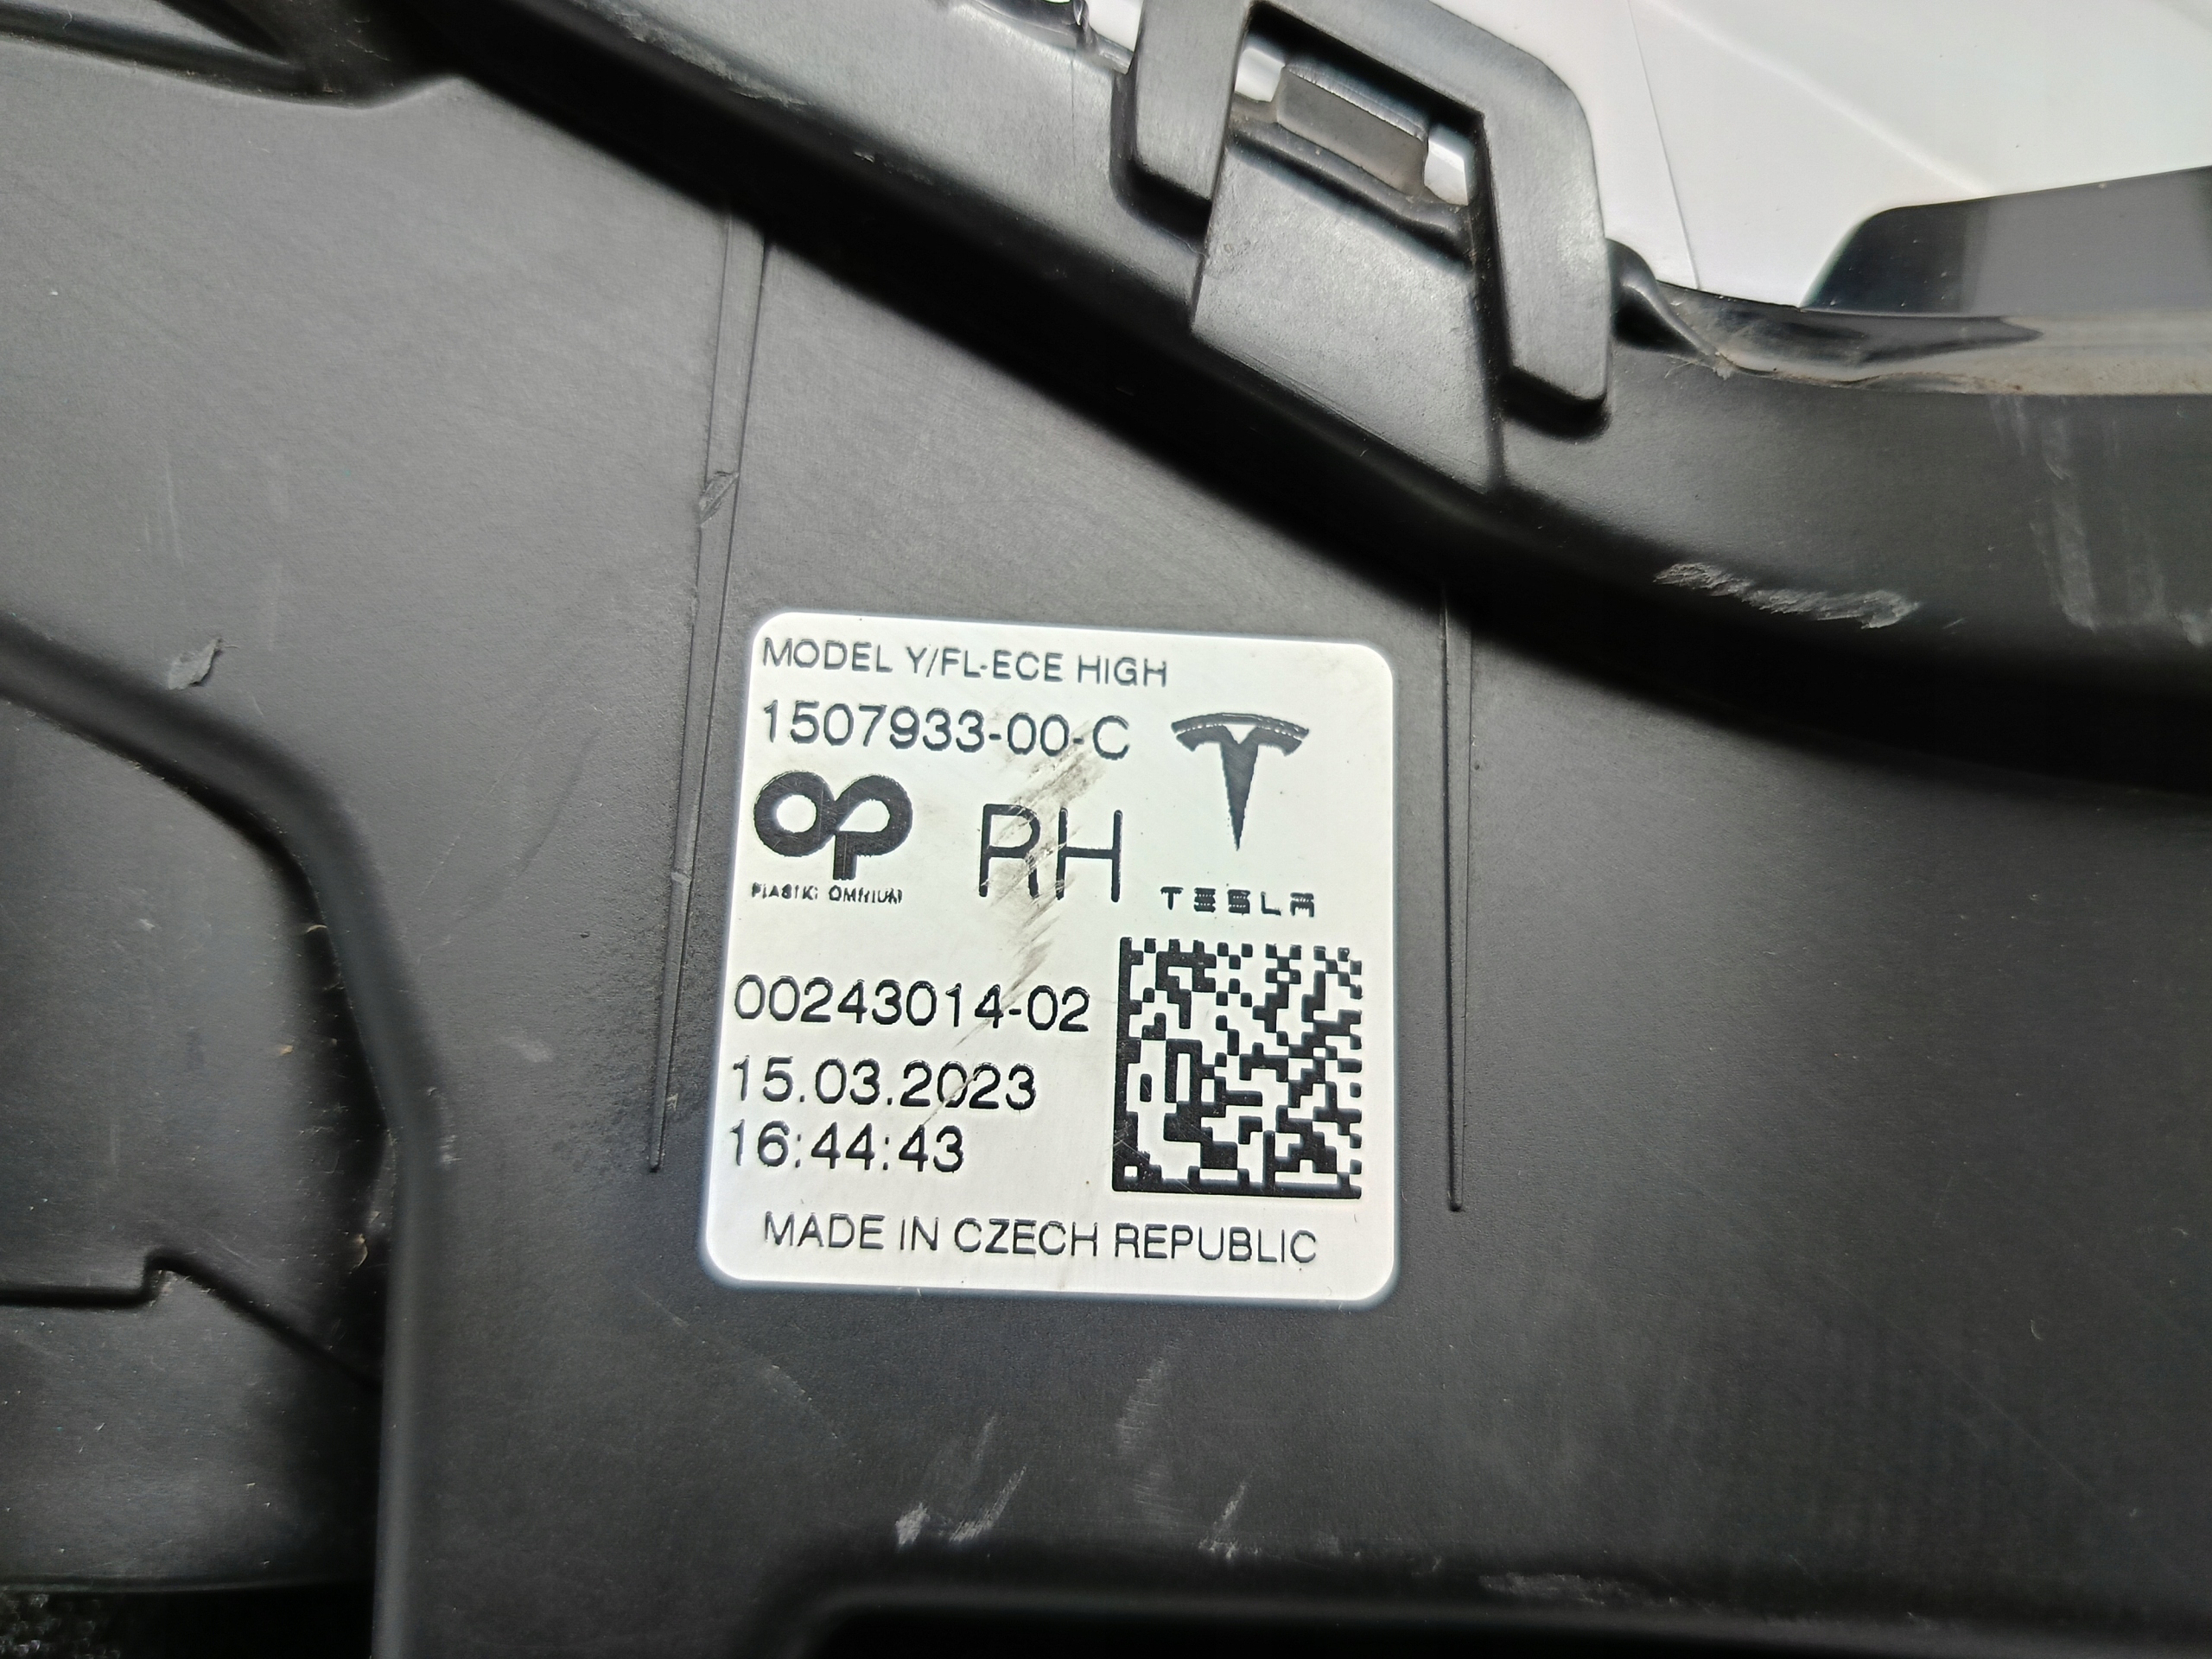 MODEL Y/FL-ECE HIGH
1507933-00-C
RH
PLASTIC OMNIUM
TESLA
00243014-02
15.03.2023
16:44:43
MADE IN CZECH REPUBLIC